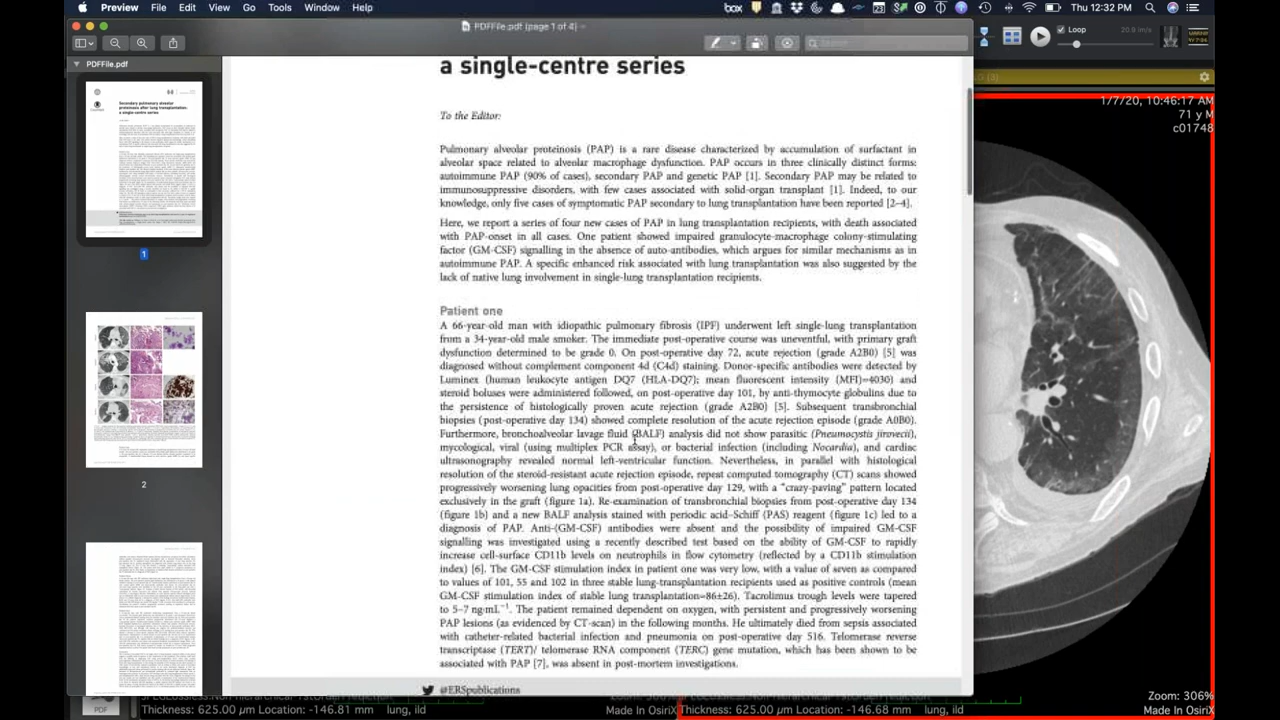 Preview File Edit View Go Tools Window Help
box
Thu 12:32 PM
PDFFile.pdf (page 1 of 4)
Search
Loop
20.8 im/s
PDFFile.pdf
1
2
a single-centre series
To the Editor:
Pulmonary alveolar proteinosis (PAP) is a rare disease characterized by accumulation of surfactant in
alveolar space related to alveolar macrophage dysfunction. PAP occurs in three clinically distinct forms:
autoimmune PAP (90% of cases), secondary PAP and genetic PAP [1]. Secondary PAP may be related to
immunosuppressive disorders, with few cases associated with solid-organ transplant [1]. Indeed, to our
knowledge, only five cases of symptomatic PAP secondary to lung transplantation have been reported [2–4].
Here, we report a series of four new cases of PAP in lung transplantation recipients, with death associated
with PAP-onset in all cases. One patient showed impaired granulocyte-macrophage colony-stimulating
factor (GM-CSF) signalling in the absence of auto-antibodies, which argues for similar mechanisms as in
autoimmune PAP. A specific enhanced risk associated with lung transplantation was also suggested by the
lack of native lung involvement in single-lung transplantation recipients.
Patient one
A 66-year-old man with idiopathic pulmonary fibrosis (IPF) underwent left single-lung transplantation
from a 34-year-old male smoker. The immediate post-operative course was uneventful, with primary graft
dysfunction determined to be grade 0. On post-operative day 72, acute rejection (grade A2B0) [5] was
diagnosed without complement component 4d (C4d) staining. Donor-specific antibodies were detected by
Luminex (human leukocyte antigen DQ7 (HLA-DQ7); mean fluorescent intensity (MFI)=4030) and
steroid boluses were administered followed, on post-operative day 101, by anti-thymocyte globulins due to
the persistence of histologically proven acute rejection (grade A2B0) [5]. Subsequent transbronchial
biopsies (post-operative day 134) showed complete resolution of the acute rejection episode (grade A0B0).
Furthermore, bronchoalveolar lavage fluid (BALF) analysis did not show parasitic (Pneumocystis jirovecii),
mycological, viral (using multiplex PCR assay), or bacterial infection (including Nocardia), and cardiac
ultrasonography revealed normal left-ventricular function. Nevertheless, in parallel with histological
resolution of the steroid-resistant acute rejection episode, repeat computed tomography (CT) scans showed
progressively worsening lung opacities from post-operative day 129, with a “crazy-paving” pattern located
exclusively in the graft (figure 1a). Re-examination of transbronchial biopsies from post-operative day 134
(figure 1b) and a new BALF analysis stained with periodic acid–Schiff (PAS) reagent (figure 1c) led to a
diagnosis of PAP. Anti-(GM-CSF) antibodies were absent and the possibility of impaired GM-CSF
signalling was investigated using a recently described test based on the ability of GM-CSF to rapidly
increase cell-surface CD11b levels on neutrophils in flow cytometry (reflected by a CD11b stimulation
index) [6]. The GM-CSF stimulation index in patient one was very low, with a value of seven as compared
to values of 101, 55 and 102 in three stable lung-transplantation recipients used as positive controls (mean
GM-CSF stimulation index of stable lung transplantation=86±26). Tacrolimus trough levels were tapered
to 5–7 ng·mL⁻¹. The patient remained dependent on oxygen, with persistent and progressively worsening
PAP lesions (as evidenced by CT-scan) in the following months. He ultimately died from sepsis associated
with catheter-related bacterial infection and pneumonia on post-operative day 516. Telomerase reverse
transcriptase (TERT)/ telomerase RNA component (TERC) gene mutation, which has been shown to be
associated with PAP [7], was absent in post-mortem investigations.
@ERSpublications
1/7/20, 10:46:17 AM
71 y M
c01748
PDF
Thickness: 625.00 µm Location: -146.81 mm lung, ild
Made In OsiriX
Thickness: 625.00 µm Location: -146.68 mm lung, ild
Zoom: 306%
Made In OsiriX